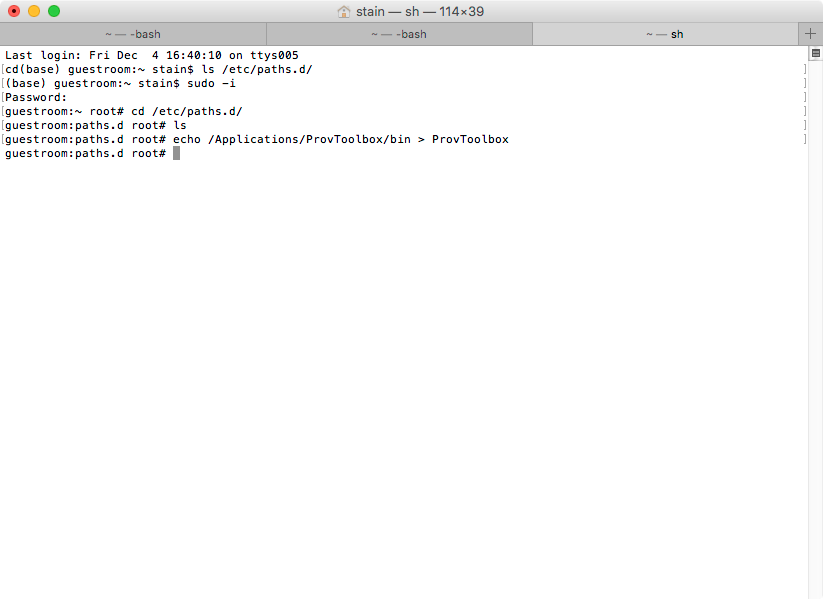 stain — sh — 114×39
~ — -bash
~ — -bash
~ — sh
Last login: Fri Dec  4 16:40:10 on ttys005
[cd(base) guestroom:~ stain$ ls /etc/paths.d/ ]
[(base) guestroom:~ stain$ sudo -i ]
[Password: ]
[guestroom:~ root# cd /etc/paths.d/ ]
[guestroom:paths.d root# ls ]
[guestroom:paths.d root# echo /Applications/ProvToolbox/bin > ProvToolbox ]
guestroom:paths.d root#